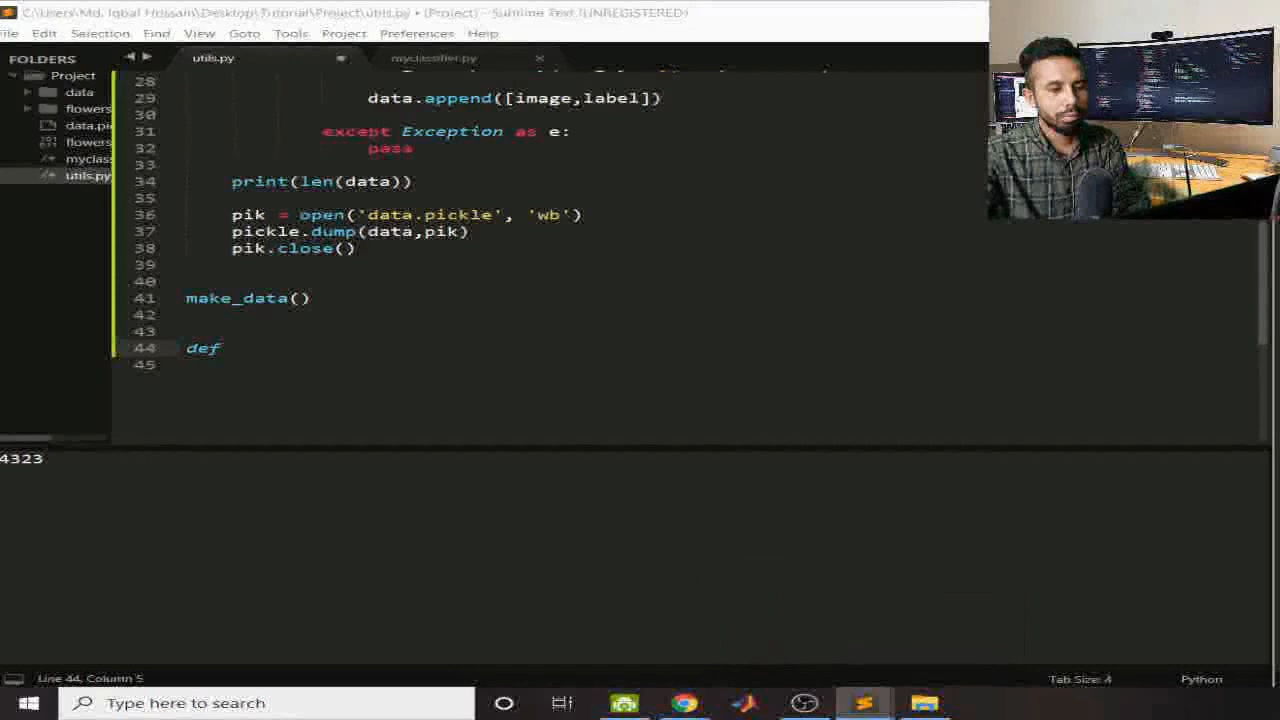 C:\Users\Md. Iqbal Hossain\Desktop\Tutorial\Project\utils.py • (Project) - Sublime Text (UNREGISTERED)
File Edit Selection Find View Goto Tools Project Preferences Help
FOLDERS
Project
data
flowers
data.pi
flowers
myclass
utils.py
utils.py myclassifier.py
28
29 data.append([image,label])
30
31 except Exception as e:
32 pass
33
34 print(len(data))
35
36 pik = open('data.pickle', 'wb')
37 pickle.dump(data,pik)
38 pik.close()
39
40
41 make_data()
42
43
44 def
45
4323
Line 44, Column 5 Tab Size: 4 Python
Type here to search